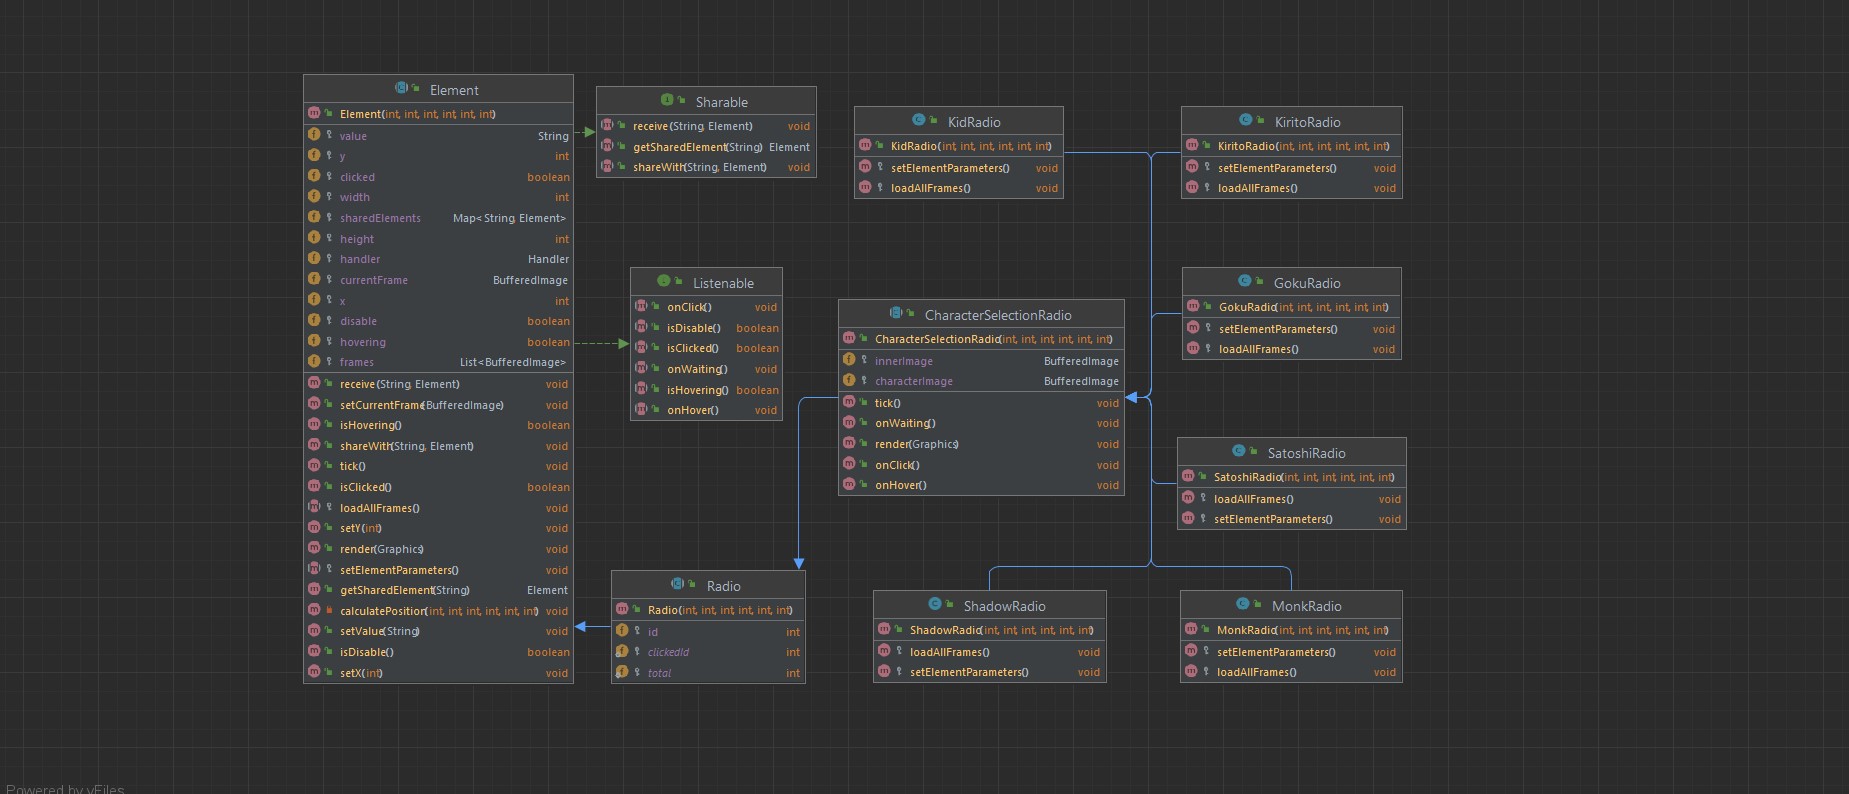 Element
Element(int, int, int, int, int, int)
value String
y int
clicked boolean
width int
sharedElements Map<String, Element>
height int
handler Handler
currentFrame BufferedImage
x int
disable boolean
hovering boolean
frames List<BufferedImage>
receive(String, Element) void
setCurrentFrame(BufferedImage) void
isHovering() boolean
shareWith(String, Element) void
tick() void
isClicked() boolean
loadAllFrames() void
setY(int) void
render(Graphics) void
setElementParameters() void
getSharedElement(String) Element
calculatePosition(int, int, int, int, int, int) void
setValue(String) void
isDisable() boolean
setX(int) void
Sharable
receive(String, Element) void
getSharedElement(String) Element
shareWith(String, Element) void
Listenable
onClick() void
isDisable() boolean
isClicked() boolean
onWaiting() void
isHovering() boolean
onHover() void
Radio
Radio(int, int, int, int, int, int)
id int
clickedId int
total int
KidRadio
KidRadio(int, int, int, int, int, int)
setElementParameters() void
loadAllFrames() void
CharacterSelectionRadio
CharacterSelectionRadio(int, int, int, int, int, int)
innerImage BufferedImage
characterImage BufferedImage
tick() void
onWaiting() void
render(Graphics) void
onClick() void
onHover() void
ShadowRadio
ShadowRadio(int, int, int, int, int, int)
loadAllFrames() void
setElementParameters() void
KiritoRadio
KiritoRadio(int, int, int, int, int, int)
setElementParameters() void
loadAllFrames() void
GokuRadio
GokuRadio(int, int, int, int, int, int)
setElementParameters() void
loadAllFrames() void
SatoshiRadio
SatoshiRadio(int, int, int, int, int, int)
loadAllFrames() void
setElementParameters() void
MonkRadio
MonkRadio(int, int, int, int, int, int)
setElementParameters() void
loadAllFrames() void
Powered by yFiles